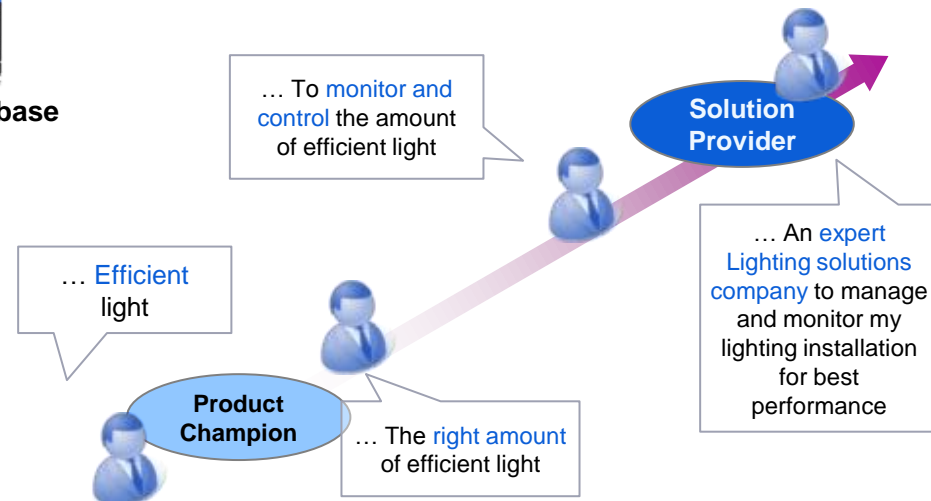 base
… To monitor and
control the amount
of efficient light
Solution
Provider
… An expert
Lighting solutions
company to manage
and monitor my
lighting installation
for best
performance
… Efficient
light
Product
Champion
… The right amount
of efficient light